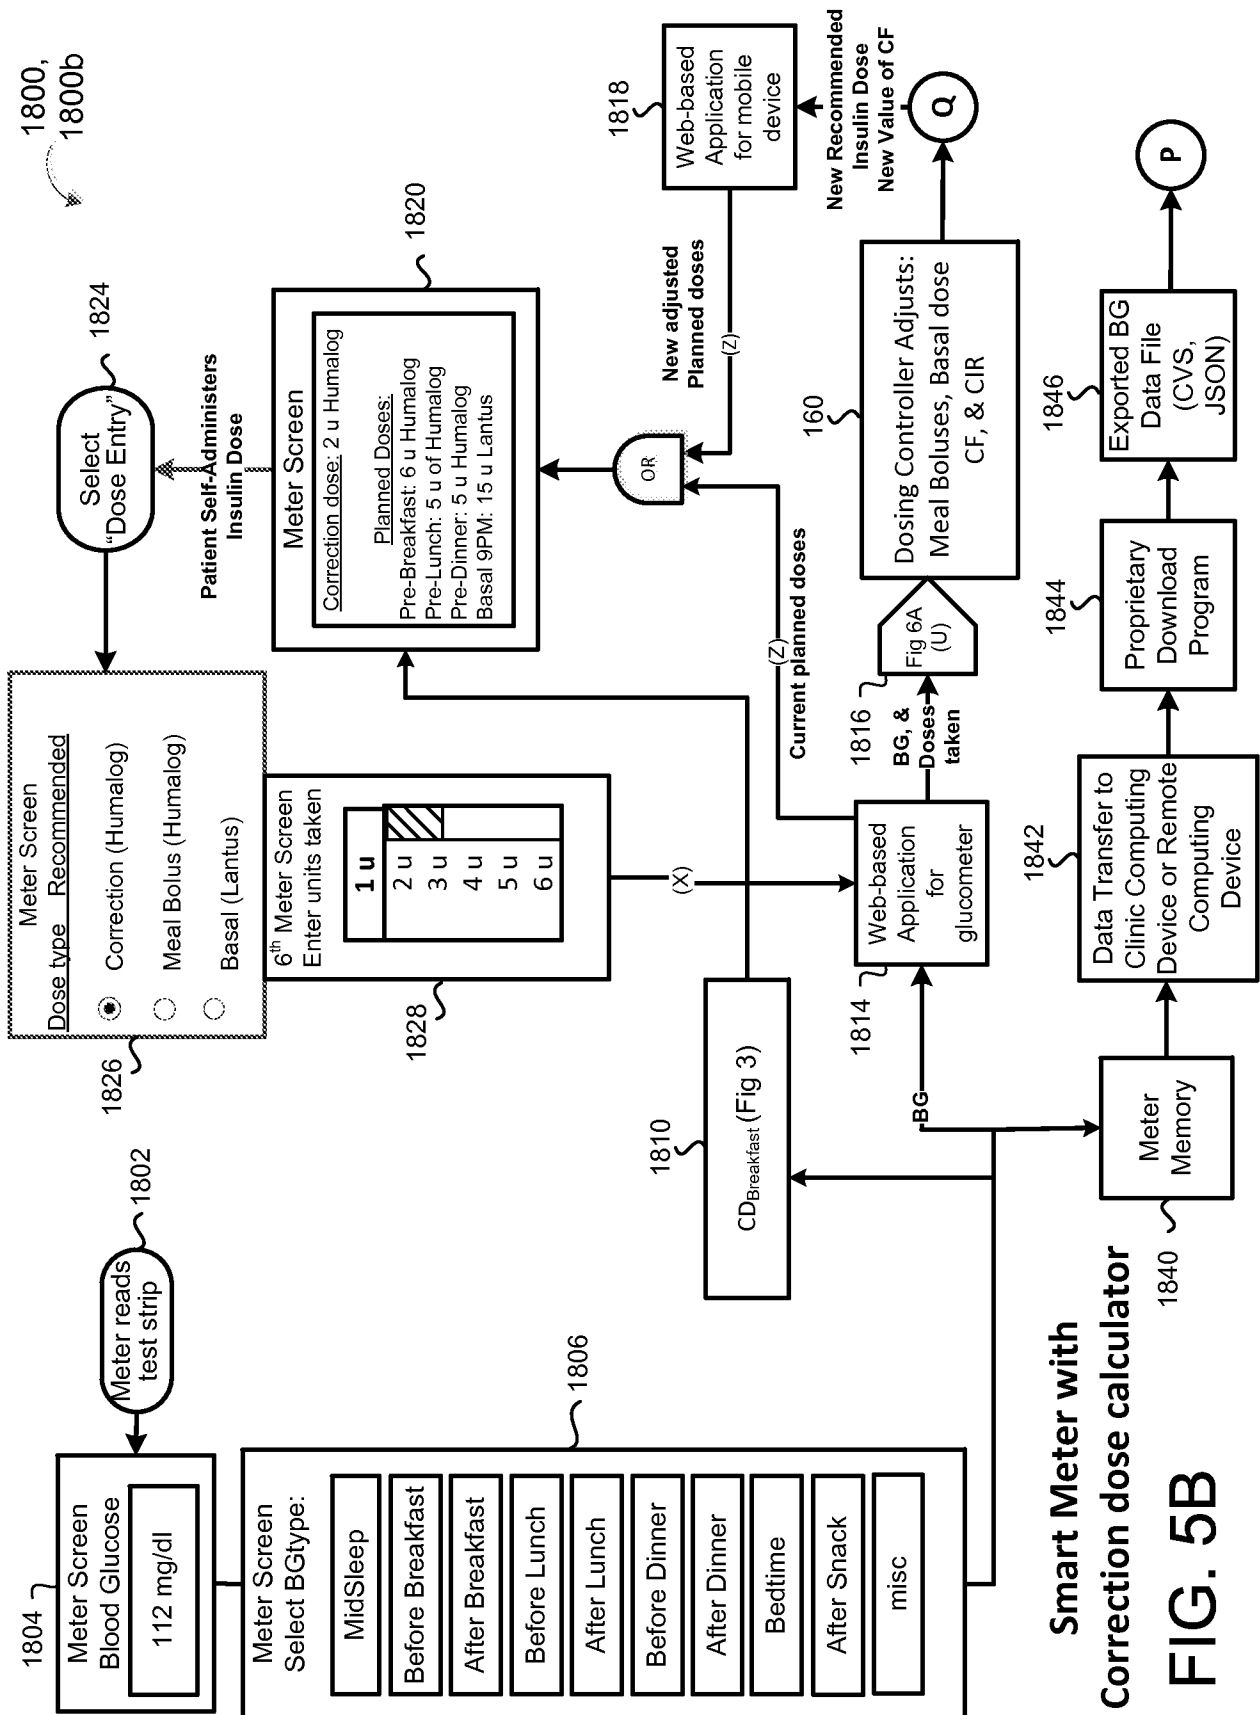 1800,
1800b
1802
Meter reads
test strip
1804
Meter Screen
Blood Glucose
112 mg/dl
1806
Meter Screen
Select BGtype:
MidSleep
Before Breakfast
After Breakfast
Before Lunch
After Lunch
Before Dinner
After Dinner
Bedtime
After Snack
misc
1826
Meter Screen
Dose type Recommended
Correction (Humalog)
Meal Bolus (Humalog)
Basal (Lantus)
1828
6th Meter Screen
Enter units taken
1 u
2 u
3 u
4 u
5 u
6 u
(X)
1824
Select
“Dose Entry”
Patient Self-Administers
Insulin Dose
1820
Meter Screen
Correction dose: 2 u Humalog
Planned Doses:
Pre-Breakfast: 6 u Humalog
Pre-Lunch: 5 u of Humalog
Pre-Dinner: 5 u Humalog
Basal 9PM: 15 u Lantus
OR
New adjusted
Planned doses
(Z)
1818
Web-based
Application
for mobile
device
New Recommended
Insulin Dose
New Value of CF
Q
(Z)
Current planned doses
1810
CDBreakfast (Fig 3)
BG
1814
Web-based
Application
for
glucometer
BG, &
Doses
taken
1816
Fig 6A
(U)
160
Dosing Controller Adjusts:
Meal Boluses, Basal dose
CF, & CIR
1840
Meter
Memory
1842
Data Transfer to
Clinic Computing
Device or Remote
Computing
Device
1844
Proprietary
Download
Program
1846
Exported BG
Data File
(CVS,
JSON)
P
Smart Meter with
Correction dose calculator
FIG. 5B